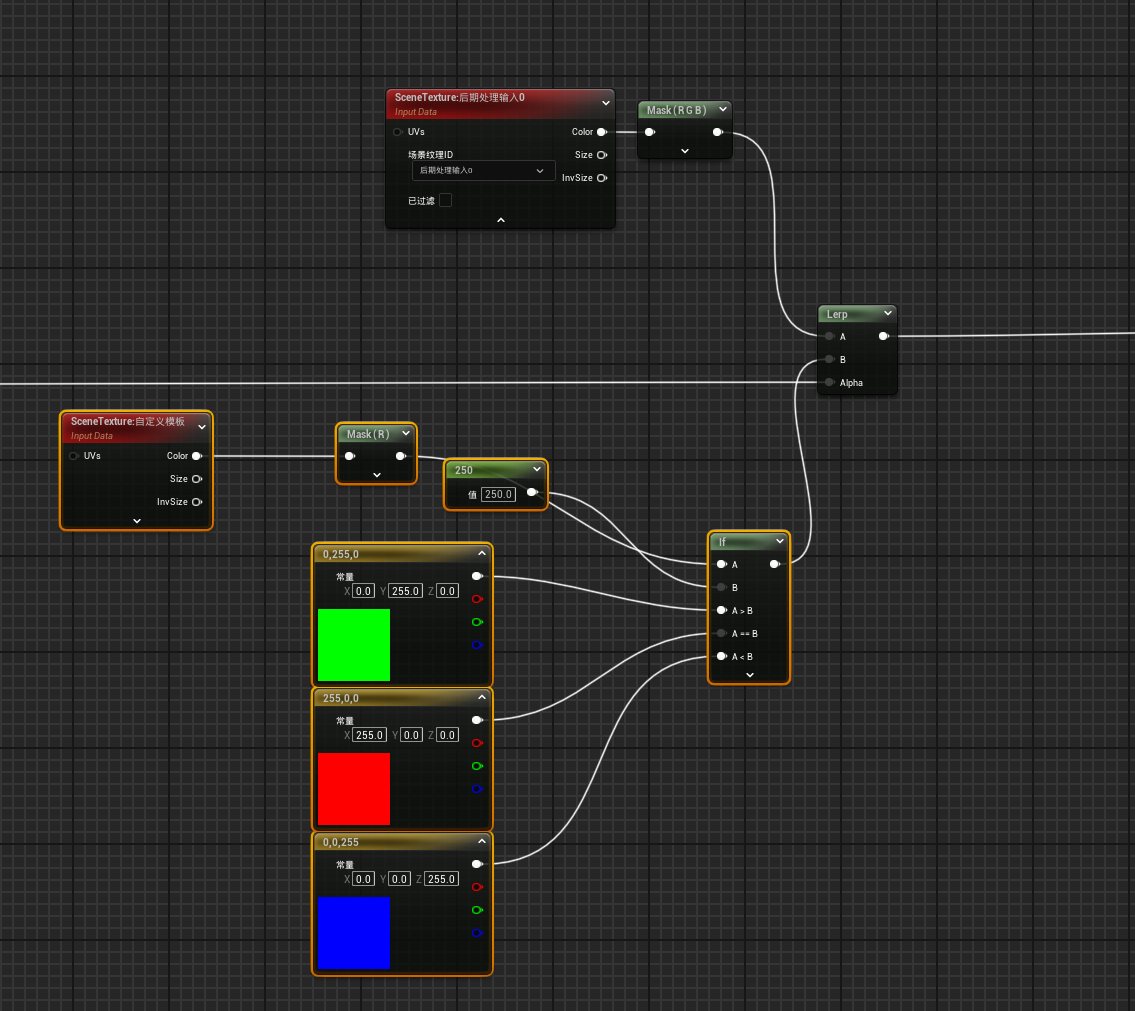 SceneTexture:后期处理输入0
Input Data
UVs
Color
场景纹理ID
Size
后期处理输入0
InvSize
已过滤
Mask ( R G B )
Lerp
A
B
Alpha
SceneTexture:自定义模板
Input Data
UVs
Color
Size
InvSize
Mask ( R )
250
值 250.0
If
A
B
A > B
A == B
A < B
0,255,0
常量
X 0.0 Y 255.0 Z 0.0
255,0,0
常量
X 255.0 Y 0.0 Z 0.0
0,0,255
常量
X 0.0 Y 0.0 Z 255.0